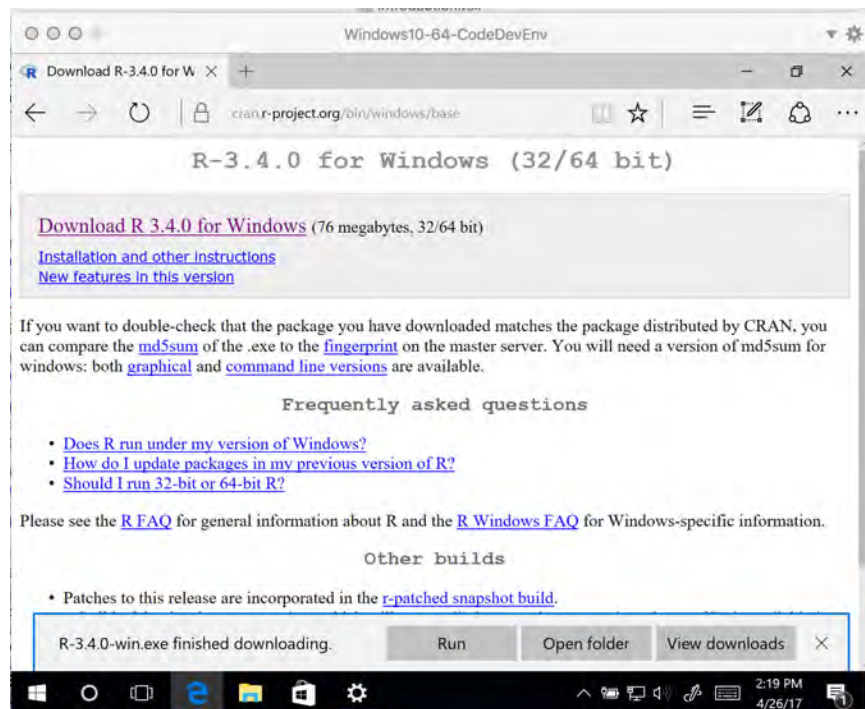 Windows10-64-CodeDevEnv
Download R-3.4.0 for W
cran.r-project.org/bin/windows/base
R-3.4.0 for Windows (32/64 bit)
Download R 3.4.0 for Windows (76 megabytes, 32/64 bit)
Installation and other instructions
New features in this version
If you want to double-check that the package you have downloaded matches the package distributed by CRAN, you
can compare the md5sum of the .exe to the fingerprint on the master server. You will need a version of md5sum for
windows: both graphical and command line versions are available.
Frequently asked questions
• Does R run under my version of Windows?
• How do I update packages in my previous version of R?
• Should I run 32-bit or 64-bit R?
Please see the R FAQ for general information about R and the R Windows FAQ for Windows-specific information.
Other builds
• Patches to this release are incorporated in the r-patched snapshot build.
R-3.4.0-win.exe finished downloading. Run Open folder View downloads
2:19 PM
4/26/17
1